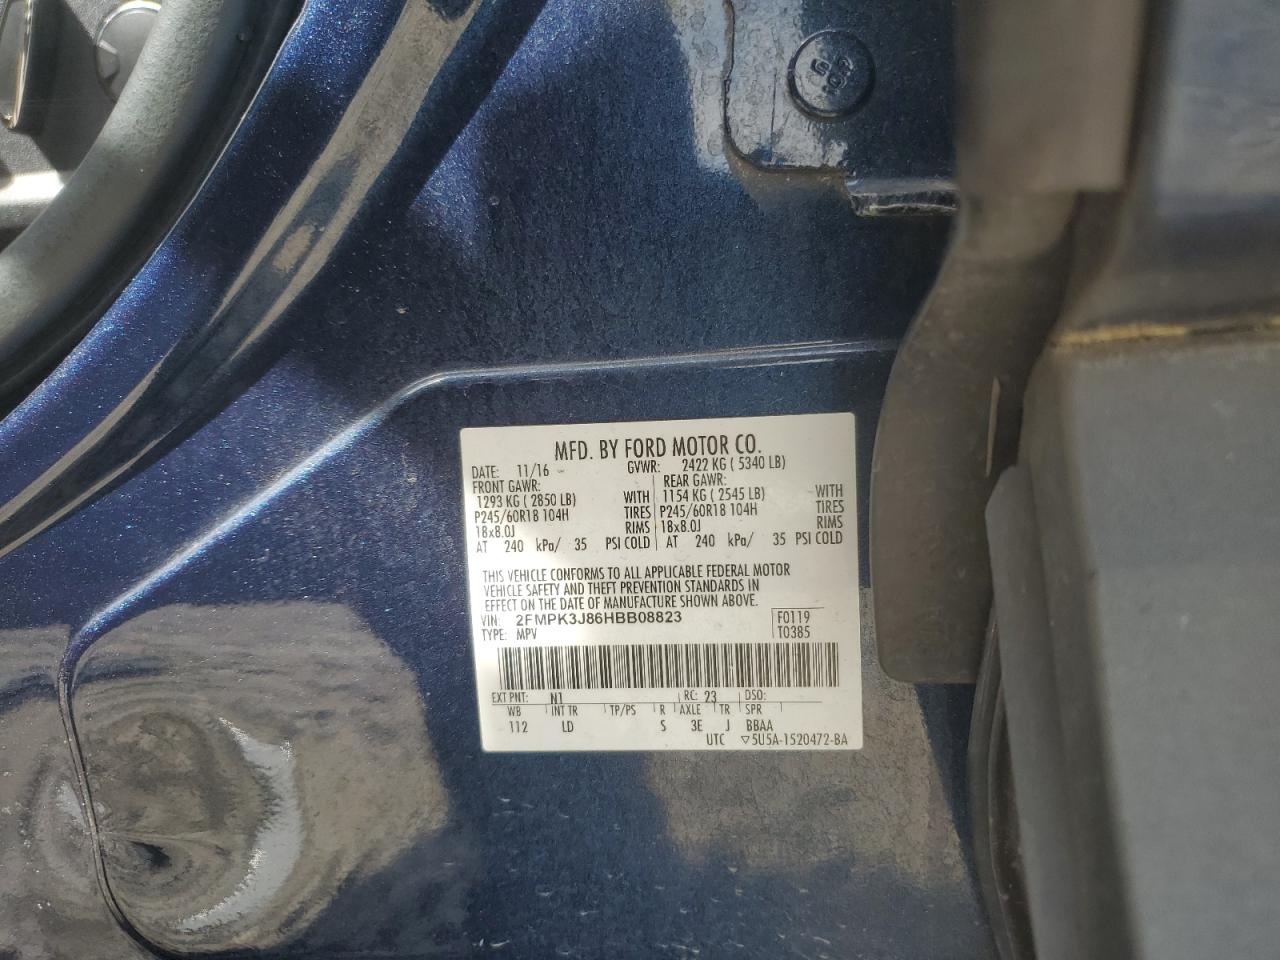 MFD. BY FORD MOTOR CO.
DATE: 11/16 GVWR: 2422 KG ( 5340 LB)
FRONT GAWR: REAR GAWR:
1293 KG ( 2850 LB) WITH 1154 KG ( 2545 LB) WITH
P245/60R18 104H TIRES P245/60R18 104H TIRES
18x8.0J RIMS 18x8.0J RIMS
AT 240 kPa/ 35 PSI COLD AT 240 kPa/ 35 PSI COLD
THIS VEHICLE CONFORMS TO ALL APPLICABLE FEDERAL MOTOR
VEHICLE SAFETY AND THEFT PREVENTION STANDARDS IN
EFFECT ON THE DATE OF MANUFACTURE SHOWN ABOVE.
VIN: 2FMPK3J86HBB08823 F0119
TYPE: MPV T0385
EXT PNT: N1 RC: 23 DSO:
WB INT TR TP/PS R AXLE TR SPR
112 LD S 3E J BBAA
UTC ▽5U5A-1520472-BA